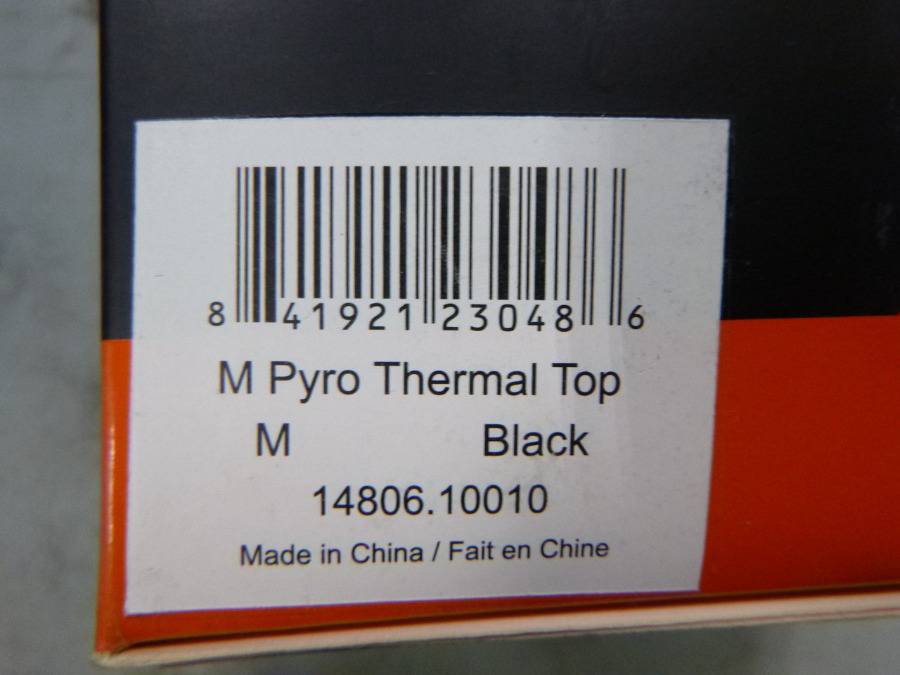 8 41921 23048 6
M Pyro Thermal Top
M Black
14806.10010
Made in China / Fait en Chine